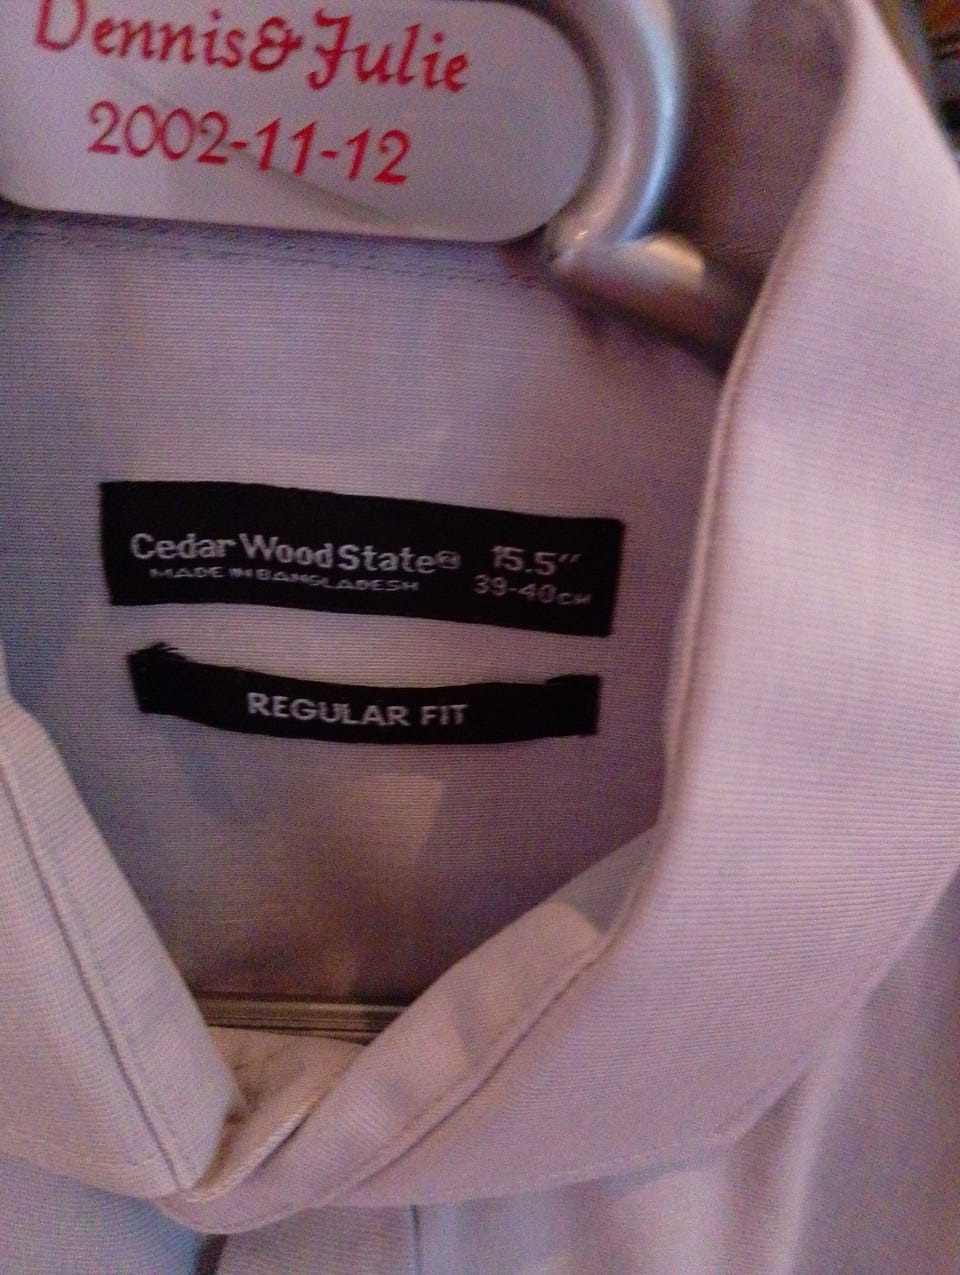 Dennis&Julie
2002-11-12
Cedar Wood State® 15.5"
MADE IN BANGLADESH 39-40CM
REGULAR FIT